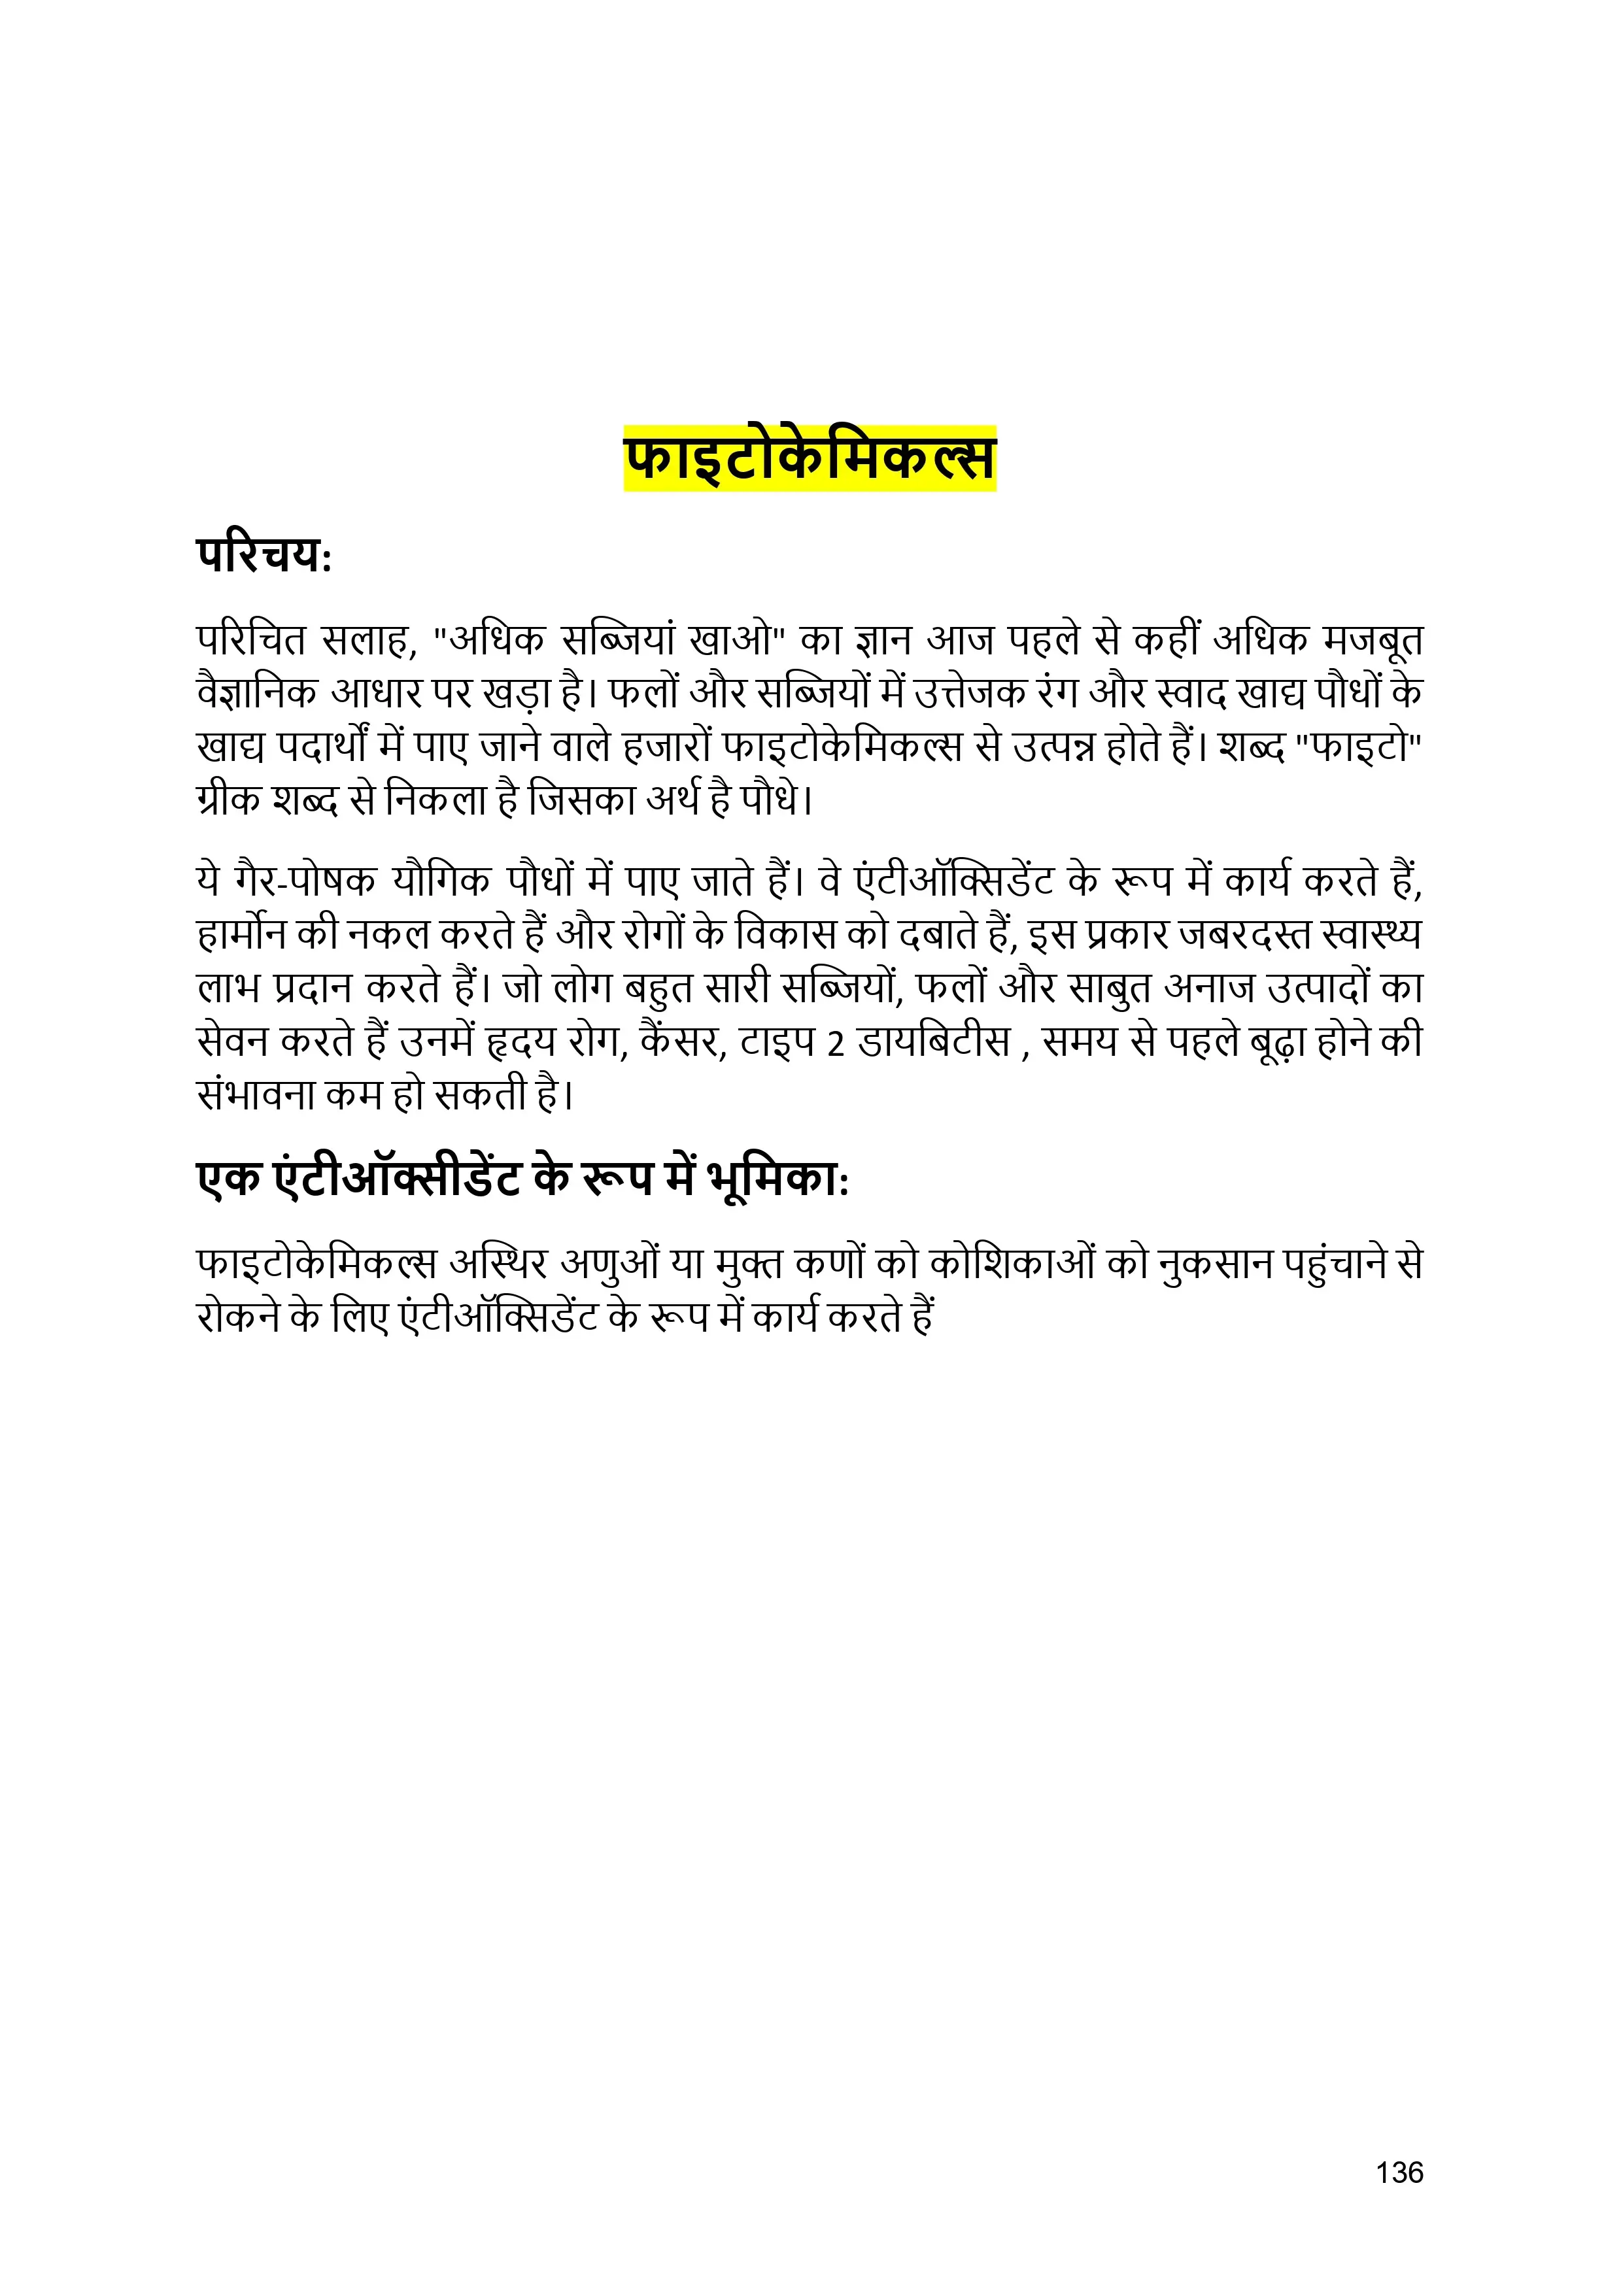 फाइटोकेमिकल्स
परिचय:
परिचित सलाह, "अधिक सब्जियां खाओ" का ज्ञान आज पहले से कहीं अधिक मजबूत
वैज्ञानिक आधार पर खड़ा है। फलों और सब्जियों में उत्तेजक रंग और स्वाद खाद्य पौधों के
खाद्य पदार्थों में पाए जाने वाले हजारों फाइटोकेमिकल्स से उत्पन्न होते हैं। शब्द "फाइटो"
ग्रीक शब्द से निकला है जिसका अर्थ है पौधे।
ये गैर-पोषक यौगिक पौधों में पाए जाते हैं। वे एंटीऑक्सिडेंट के रूप में कार्य करते हैं,
हार्मोन की नकल करते हैं और रोगों के विकास को दबाते हैं, इस प्रकार जबरदस्त स्वास्थ्य
लाभ प्रदान करते हैं। जो लोग बहुत सारी सब्जियों, फलों और साबुत अनाज उत्पादों का
सेवन करते हैं उनमें हृदय रोग, कैंसर, टाइप 2 डायबिटीस , समय से पहले बूढ़ा होने की
संभावना कम हो सकती है।
एक एंटीऑक्सीडेंट के रूप में भूमिका:
फाइटोकेमिकल्स अस्थिर अणुओं या मुक्त कणों को कोशिकाओं को नुकसान पहुंचाने से
रोकने के लिए एंटीऑक्सिडेंट के रूप में कार्य करते हैं
136